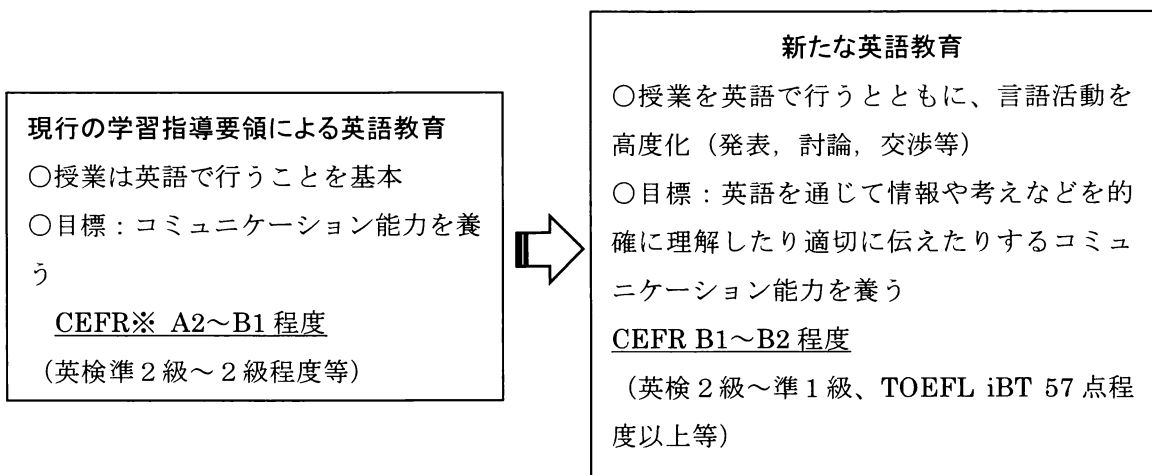 現行の学習指導要領による英語教育
○授業は英語で行うことを基本
○目標：コミュニケーション能力を養
う
CEFR※ A2～B1 程度
（英検準２級～２級程度等）
新たな英語教育
○授業を英語で行うとともに、言語活動を
高度化（発表，討論，交渉等）
○目標：英語を通じて情報や考えなどを的
確に理解したり適切に伝えたりするコミュ
ニケーション能力を養う
CEFR B1～B2 程度
（英検２級～準１級、TOEFL iBT 57 点程
度以上等）